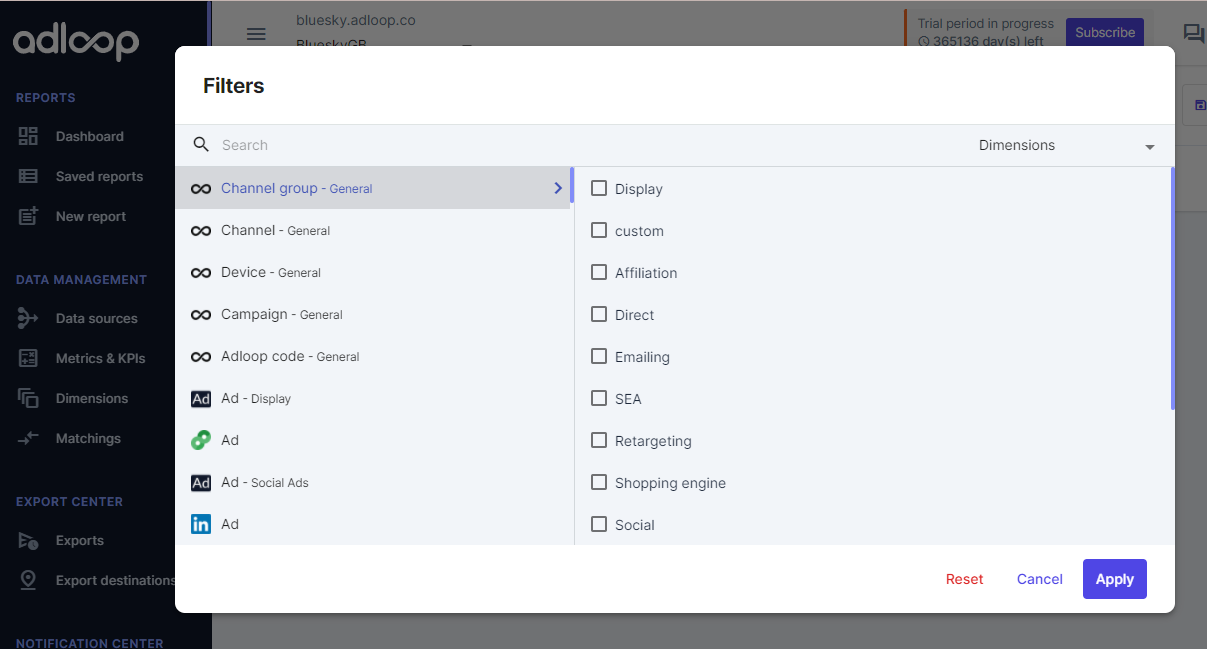 adloop
bluesky.adloop.co
Trial period in progress
365136 day(s) left
Subscribe
REPORTS
Dashboard
Saved reports
New report
DATA MANAGEMENT
Data sources
Metrics & KPIs
Dimensions
Matchings
EXPORT CENTER
Exports
Export destinations
NOTIFICATION CENTER
Filters
Search
Dimensions
Channel group - General
Channel - General
Device - General
Campaign - General
Adloop code - General
Ad Ad - Display
Ad
Ad Ad - Social Ads
in Ad
Display
custom
Affiliation
Direct
Emailing
SEA
Retargeting
Shopping engine
Social
Reset
Cancel
Apply